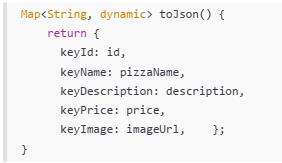 Map<String, dynamic> toJson() {
    return {
      keyId: id,
      keyName: pizzaName,
      keyDescription: description,
      keyPrice: price,
      keyImage: imageUrl,    };
}